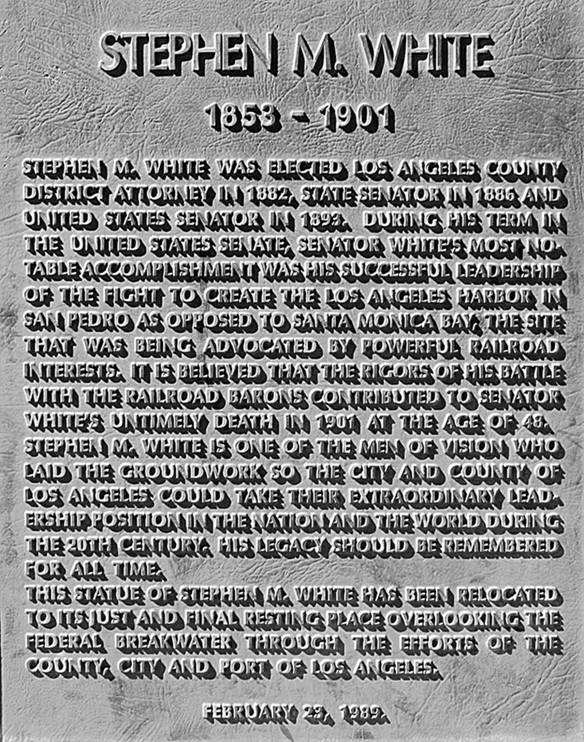 STEPHEN M. WHITE
1853 - 1901
STEPHEN M. WHITE WAS ELECTED LOS ANGELES COUNTY
DISTRICT ATTORNEY IN 1882, STATE SENATOR IN 1886 AND
UNITED STATES SENATOR IN 1893. DURING HIS TERM IN
THE UNITED STATES SENATE, SENATOR WHITE'S MOST NO-
TABLE ACCOMPLISHMENT WAS HIS SUCCESSFUL LEADERSHIP
OF THE FIGHT TO CREATE THE LOS ANGELES HARBOR IN
SAN PEDRO AS OPPOSED TO SANTA MONICA BAY, THE SITE
THAT WAS BEING ADVOCATED BY POWERFUL RAILROAD
INTERESTS. IT IS BELIEVED THAT THE RIGORS OF HIS BATTLE
WITH THE RAILROAD BARONS CONTRIBUTED TO SENATOR
WHITE'S UNTIMELY DEATH IN 1901 AT THE AGE OF 48.
STEPHEN M. WHITE IS ONE OF THE MEN OF VISION WHO
LAID THE GROUNDWORK SO THE CITY AND COUNTY OF
LOS ANGELES COULD TAKE THEIR EXTRAORDINARY LEAD-
ERSHIP POSITION IN THE NATION AND THE WORLD DURING
THE 20TH CENTURY. HIS LEGACY SHOULD BE REMEMBERED
FOR ALL TIME.
THIS STATUE OF STEPHEN M. WHITE HAS BEEN RELOCATED
TO ITS JUST AND FINAL RESTING PLACE OVERLOOKING THE
FEDERAL BREAKWATER THROUGH THE EFFORTS OF THE
COUNTY, CITY AND PORT OF LOS ANGELES.
FEBRUARY 23, 1989.